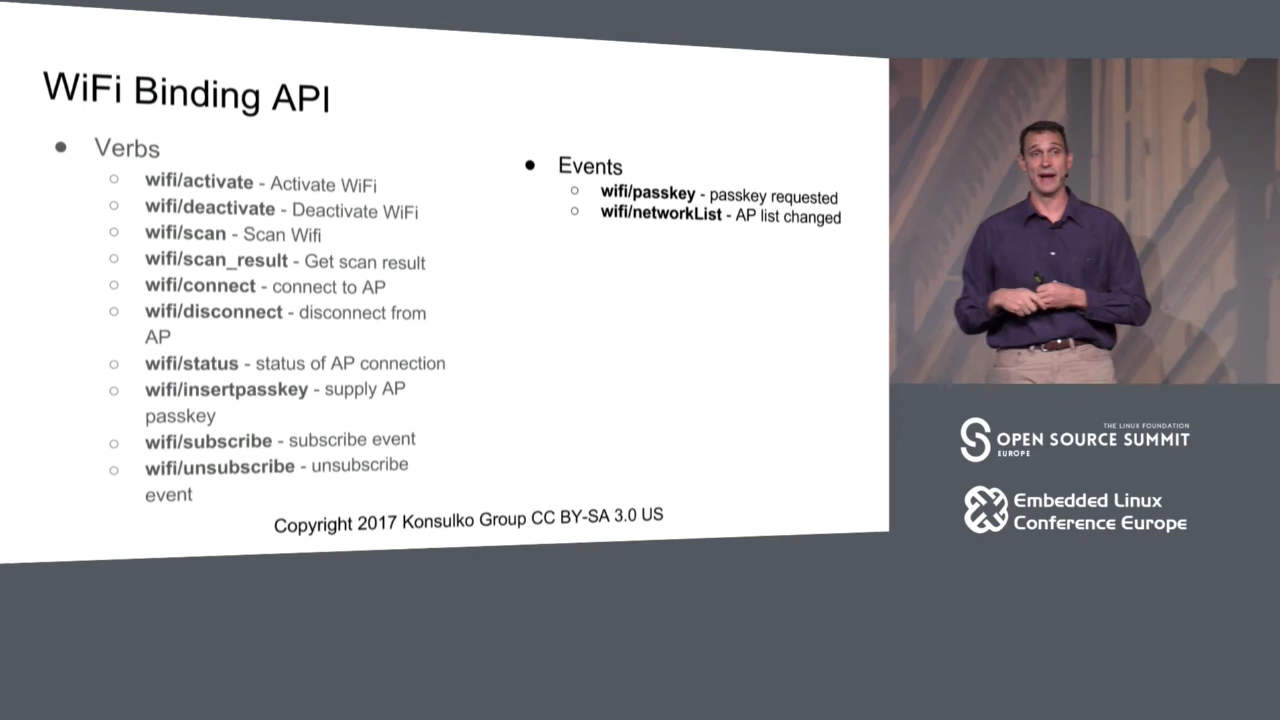 WiFi Binding API
● Verbs
○ wifi/activate - Activate WiFi
○ wifi/deactivate - Deactivate WiFi
○ wifi/scan - Scan Wifi
○ wifi/scan_result - Get scan result
○ wifi/connect - connect to AP
○ wifi/disconnect - disconnect from
AP
○ wifi/status - status of AP connection
○ wifi/insertpasskey - supply AP
passkey
○ wifi/subscribe - subscribe event
○ wifi/unsubscribe - unsubscribe
event
● Events
○ wifi/passkey - passkey requested
○ wifi/networkList - AP list changed
Copyright 2017 Konsulko Group CC BY-SA 3.0 US
THE LINUX FOUNDATION
OPEN SOURCE SUMMIT
EUROPE
Embedded Linux
Conference Europe